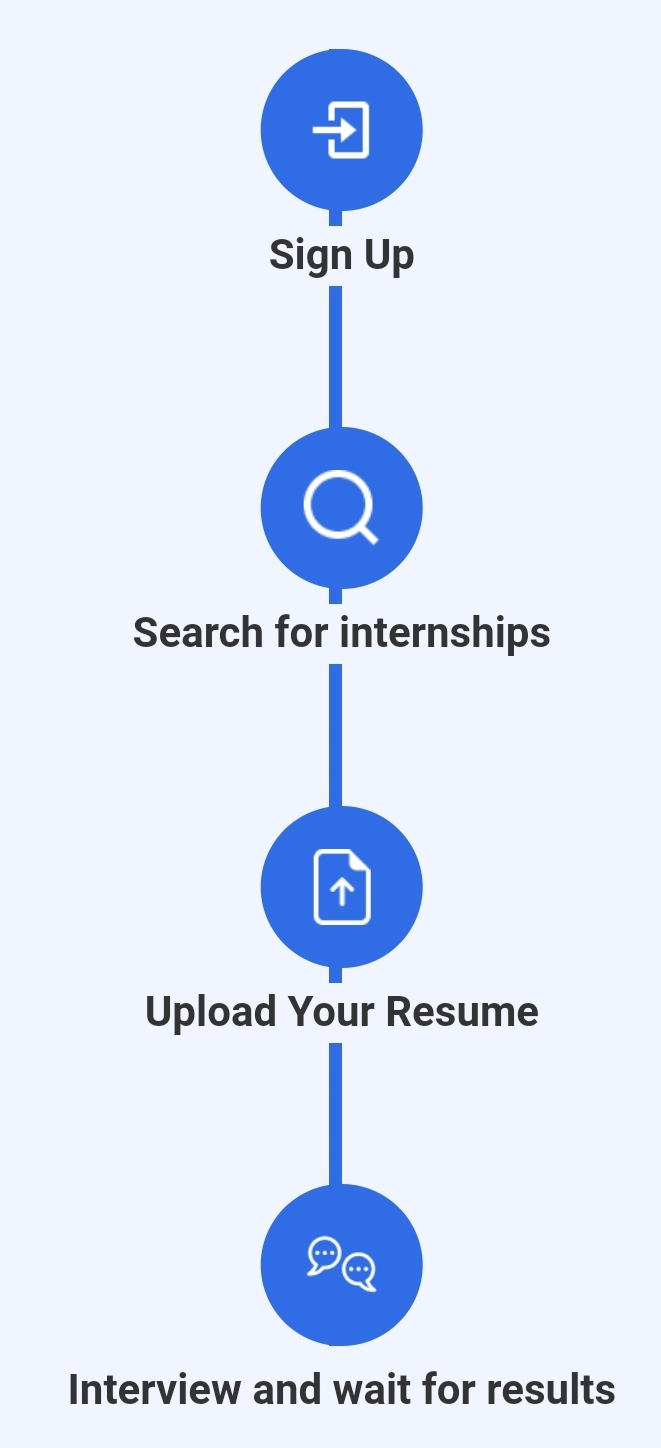 Sign Up
Search for internships
Upload Your Resume
Interview and wait for results